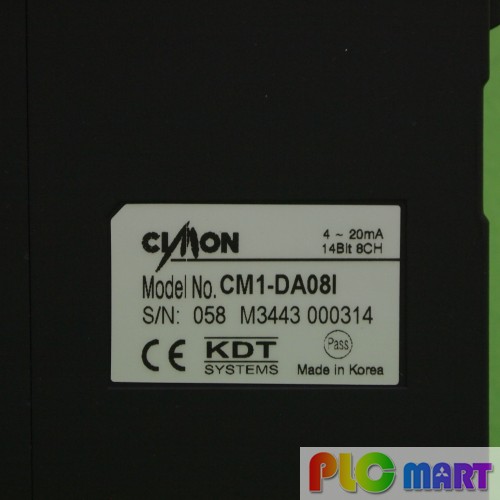 CIMON
4 ~ 20mA
14Bit 8CH
Model No. CM1-DA08I
S/N: 058 M3443 000314
CE KDT SYSTEMS
Pass
Made in Korea
PLC MART